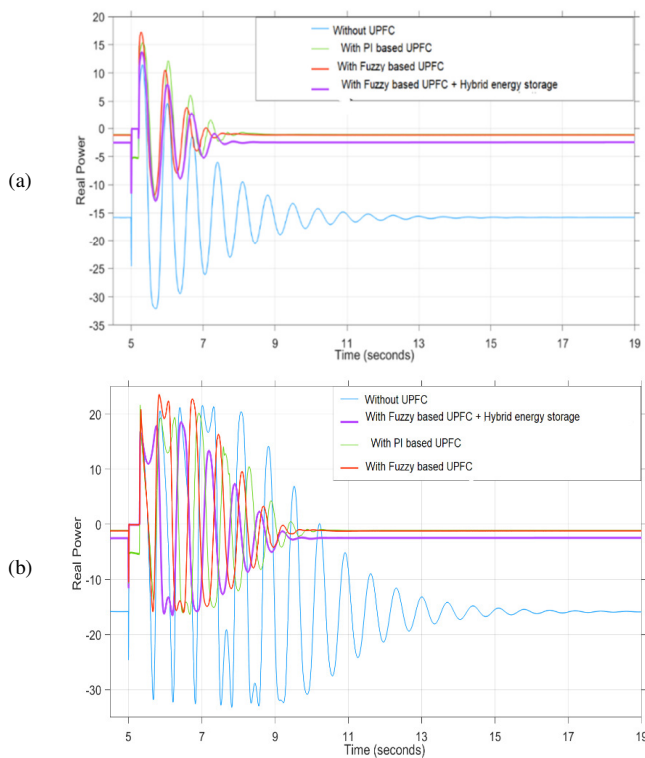 (a)
Real Power
20
15
10
5
0
-5
-10
-15
-20
-25
-30
-35
Without UPFC
With PI based UPFC
With Fuzzy based UPFC
With Fuzzy based UPFC + Hybrid energy storage
5 7 9 11 13 15 17 19
Time (seconds)
(b)
Real Power
20
10
0
-10
-20
-30
Without UPFC
With Fuzzy based UPFC + Hybrid energy storage
With PI based UPFC
With Fuzzy based UPFC
5 7 9 11 13 15 17 19
Time (seconds)